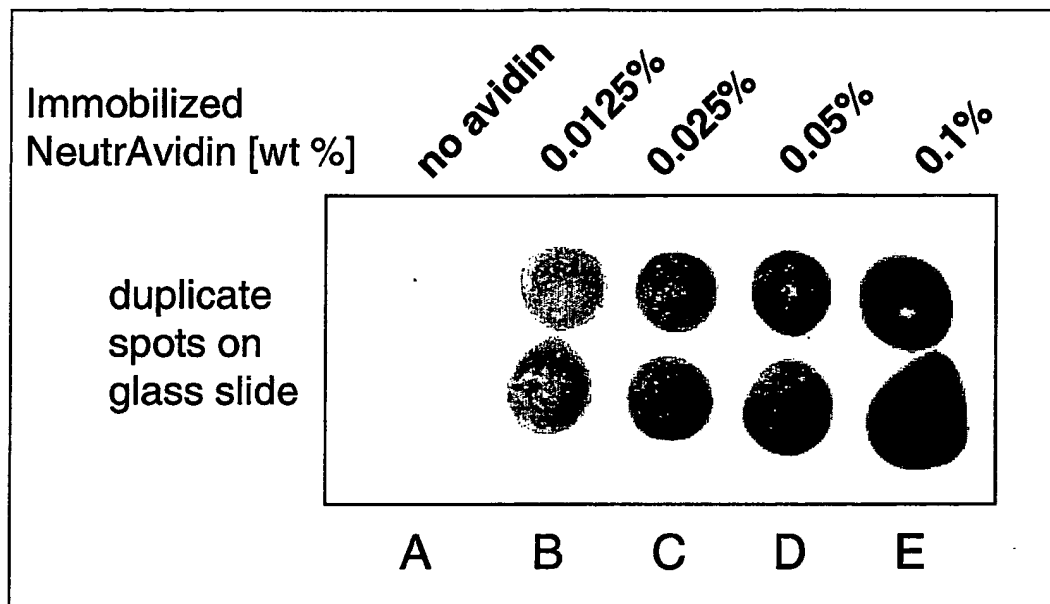 Immobilized
NeutrAvidin [wt %]
no avidin
0.0125%
0.025%
0.05%
0.1%
duplicate
spots on
glass slide
A B C D E